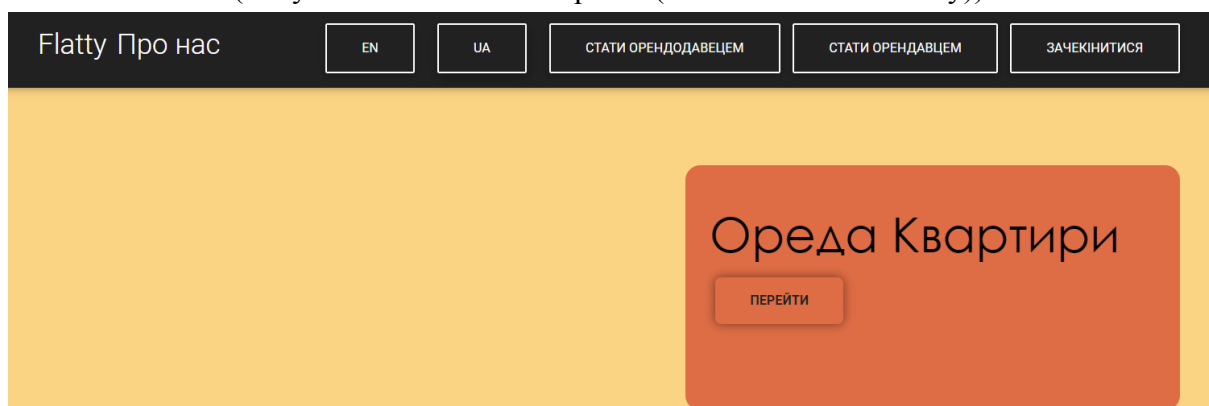 Flatty Про нас EN UA СТАТИ ОРЕНДОДАВЕЦЕМ СТАТИ ОРЕНДАВЦЕМ ЗАЧЕКІНИТИСЯ
Ореда Квартири
ПЕРЕЙТИ